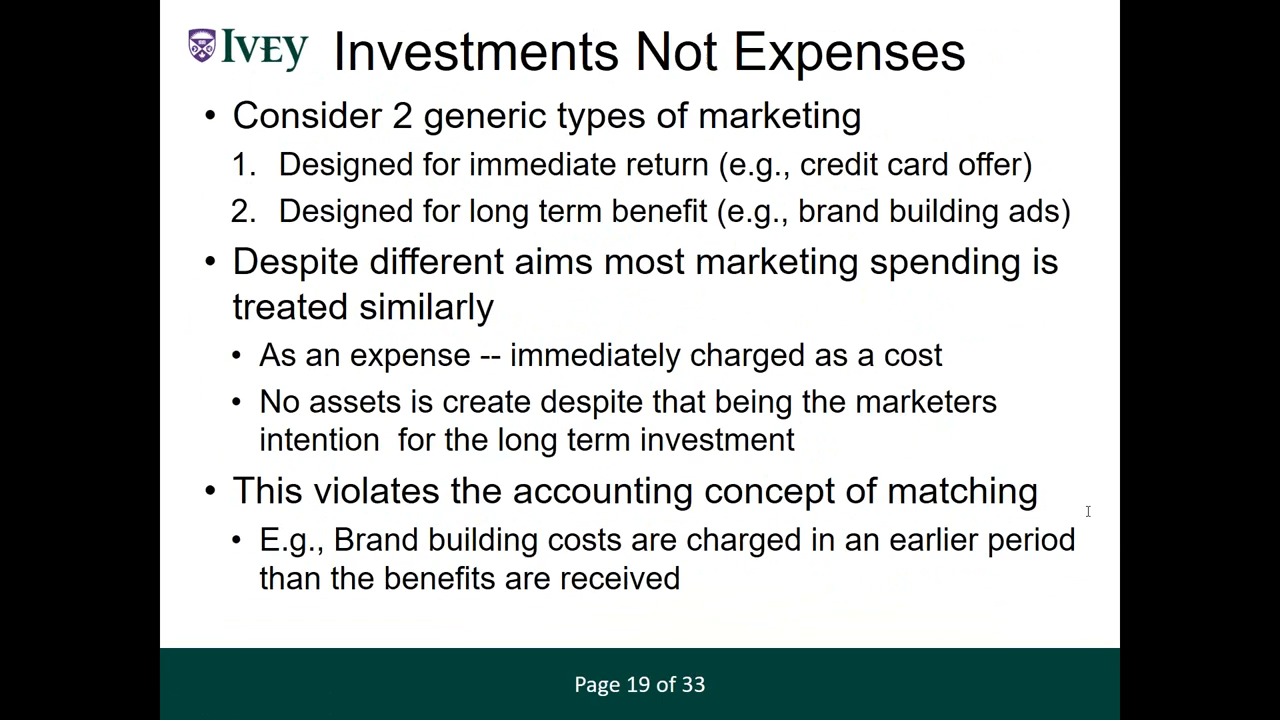 IVEY
Investments Not Expenses
• Consider 2 generic types of marketing
1. Designed for immediate return (e.g., credit card offer)
2. Designed for long term benefit (e.g., brand building ads)
• Despite different aims most marketing spending is
treated similarly
• As an expense -- immediately charged as a cost
• No assets is create despite that being the marketers
intention  for the long term investment
• This violates the accounting concept of matching
• E.g., Brand building costs are charged in an earlier period
than the benefits are received
Page 19 of 33